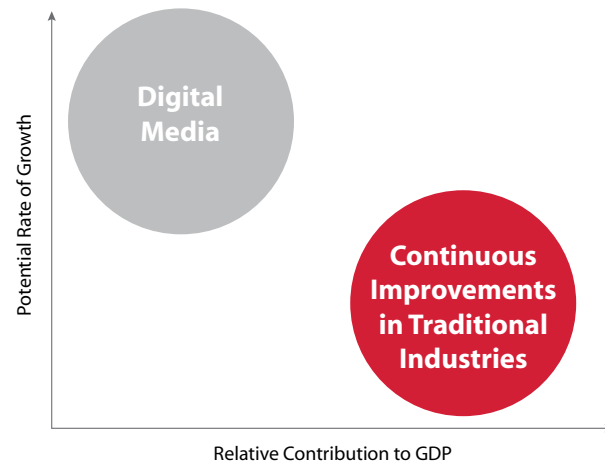 Digital
Media
Continuous
Improvements
in Traditional
Industries
Potential Rate of Growth
Relative Contribution to GDP